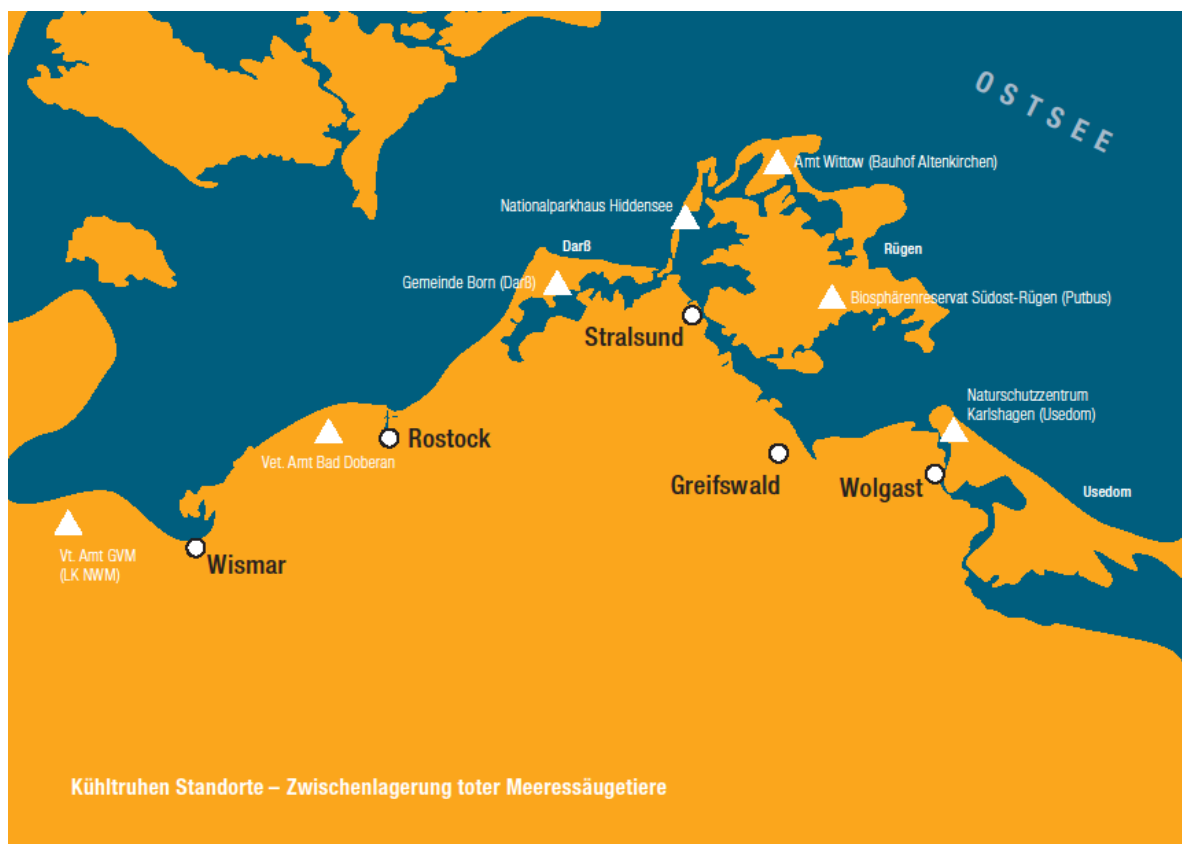 OSTSEE
Amt Wittow (Bauhof Altenkirchen)
Nationalparkhaus Hiddensee
Darß
Rügen
Gemeinde Born (Darß)
Biosphärenreservat Südost-Rügen (Putbus)
Stralsund
Naturschutzzentrum
Karlshagen (Usedom)
Rostock
Vet. Amt Bad Doberan
Greifswald
Wolgast
Usedom
Vt. Amt GVM
(LK NWM)
Wismar
Kühltruhen Standorte – Zwischenlagerung toter Meeressäugetiere